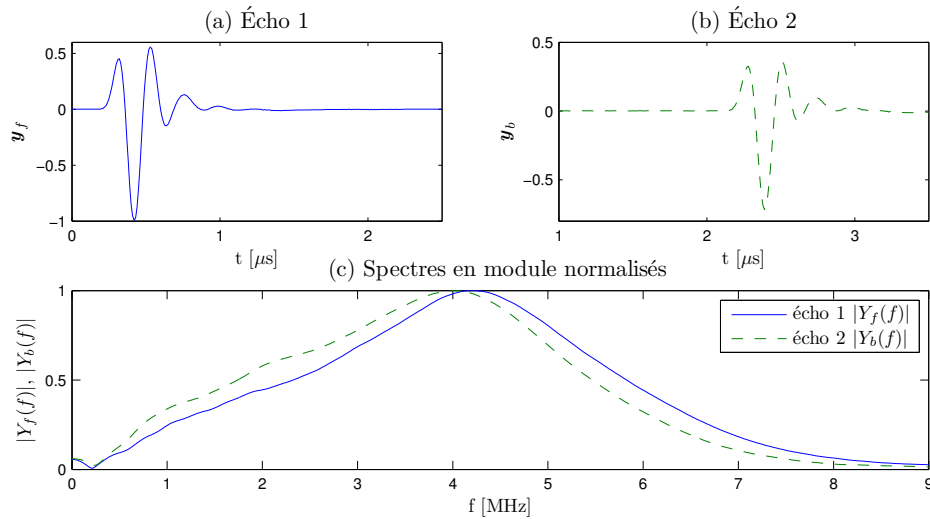 (a) Écho 1
(b) Écho 2
0.5
0
−0.5
−1
y_f
0 1 2
t [μs]
0.5
0
−0.5
y_b
1 2 3
t [μs]
(c) Spectres en module normalisés
1
0.5
0
|Y_f(f)|, |Y_b(f)|
écho 1 |Y_f(f)|
écho 2 |Y_b(f)|
0 1 2 3 4 5 6 7 8 9
f [MHz]